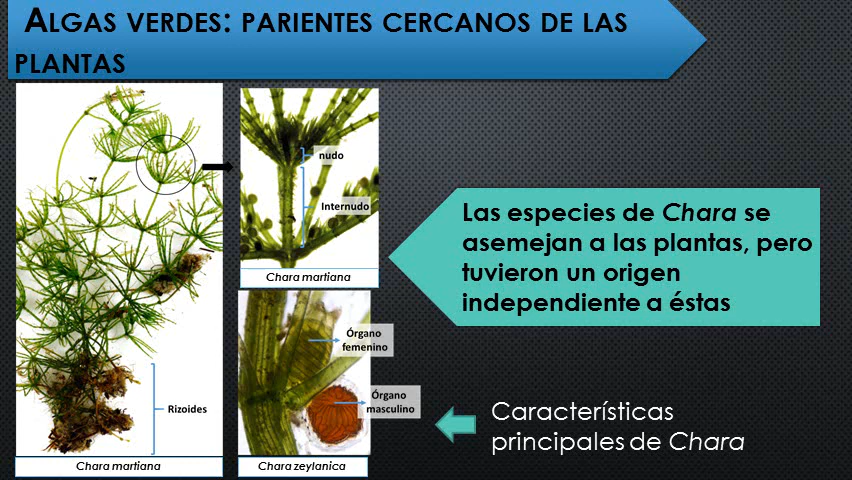 ALGAS VERDES: PARIENTES CERCANOS DE LAS
PLANTAS
nudo
Internudo
Chara martiana
Las especies de Chara se
asemejan a las plantas, pero
tuvieron un origen
independiente a éstas
Órgano
femenino
Órgano
masculino
Rizoides
Características
principales de Chara
Chara martiana
Chara zeylanica